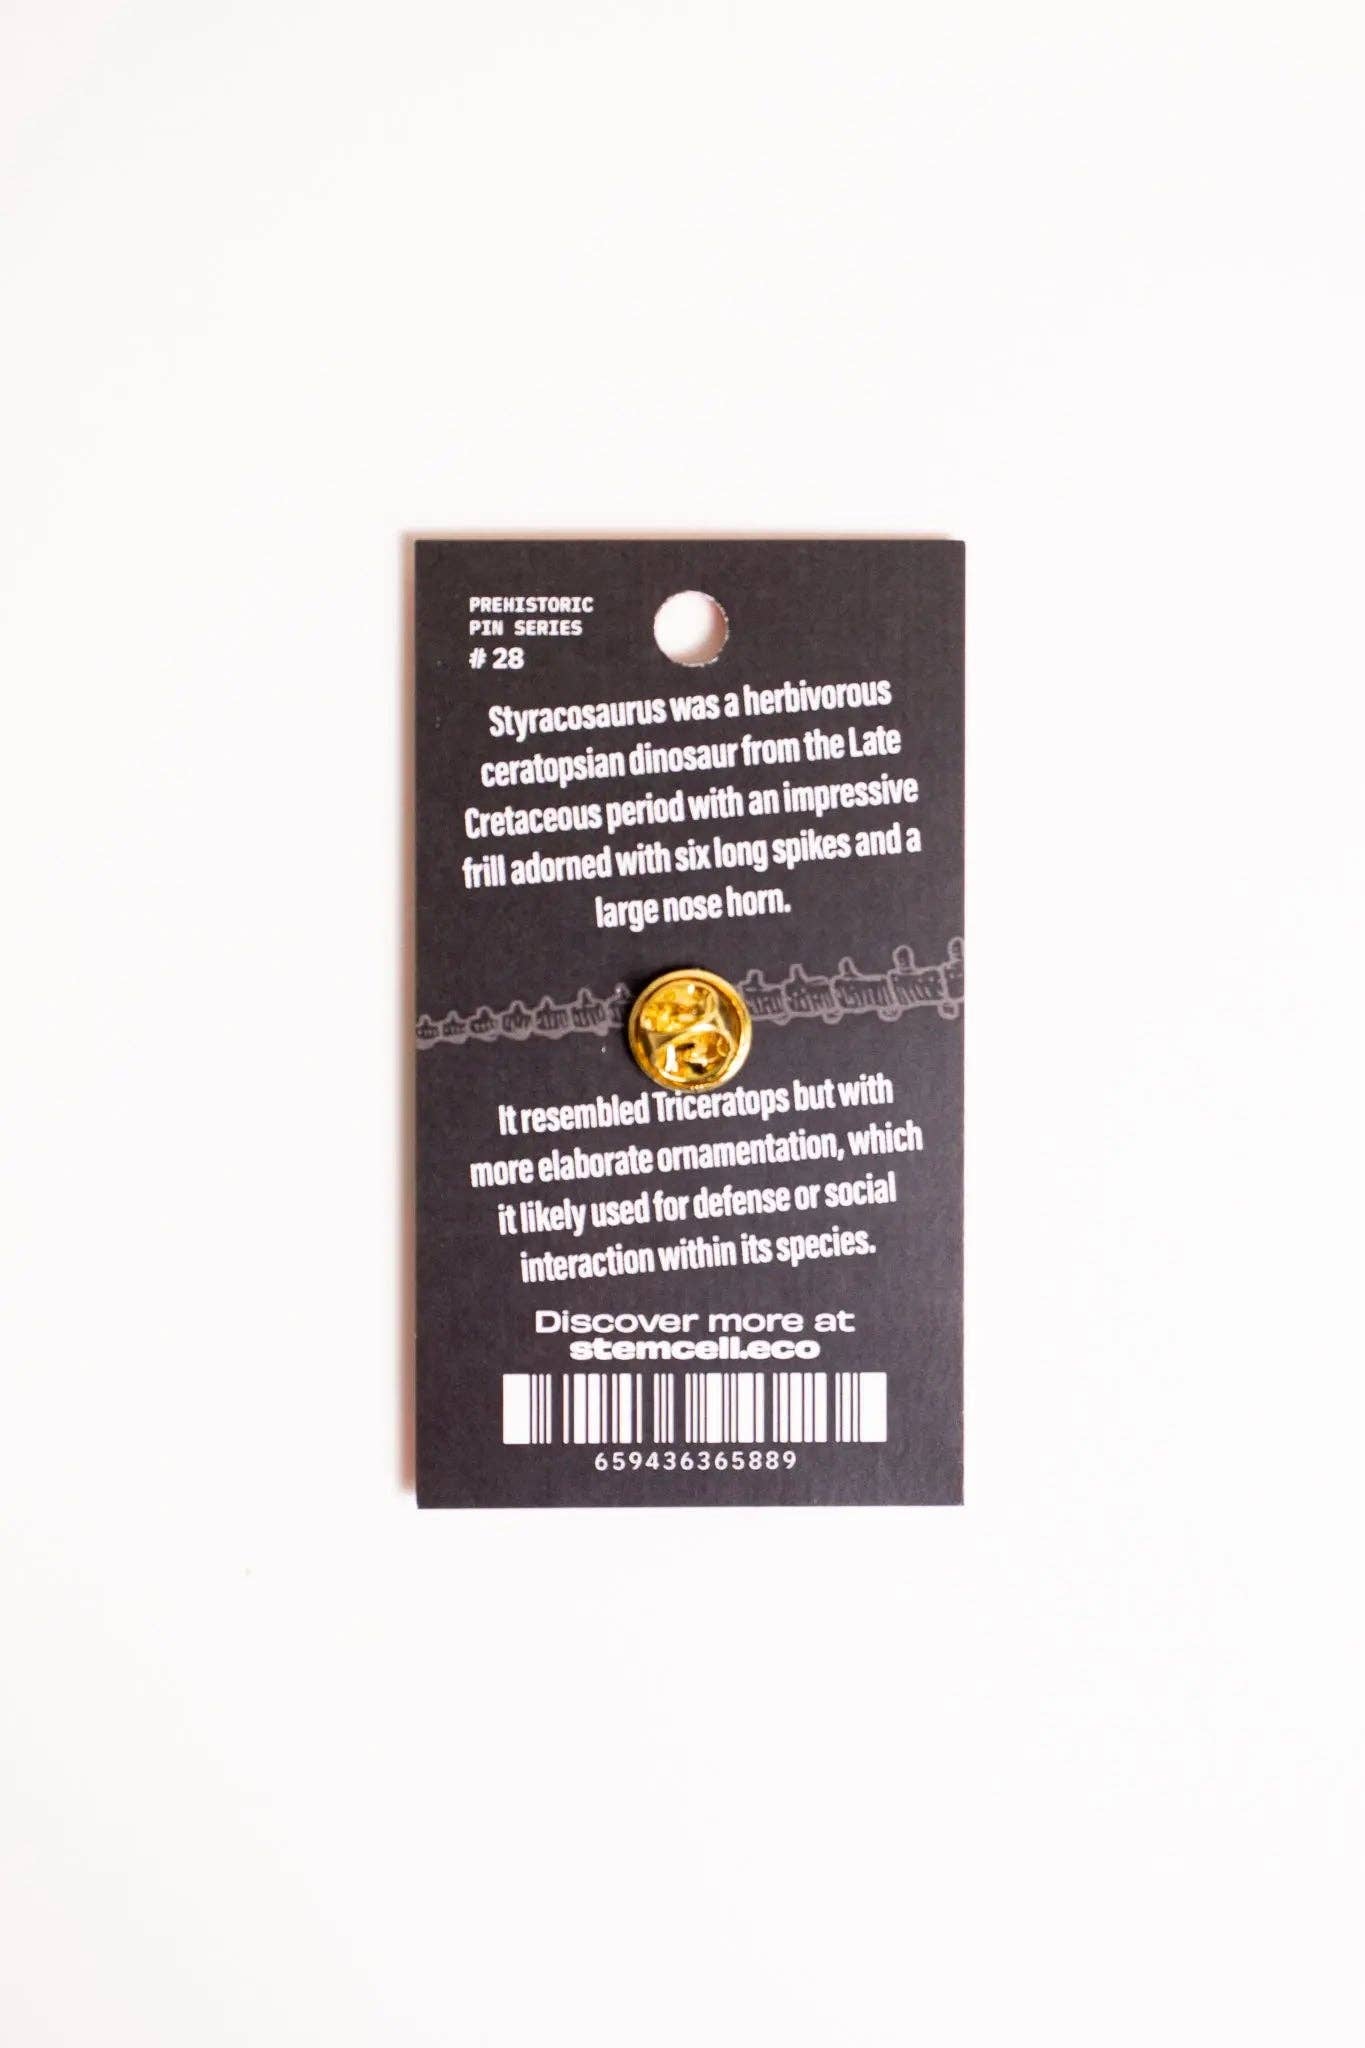 PREHISTORIC
PIN SERIES
# 28
Styracosaurus was a herbivorous
ceratopsian dinosaur from the Late
Cretaceous period with an impressive
frill adorned with six long spikes and a
large nose horn.
It resembled Triceratops but with
more elaborate ornamentation, which
it likely used for defense or social
interaction within its species.
Discover more at
stemcell.eco
659436365889